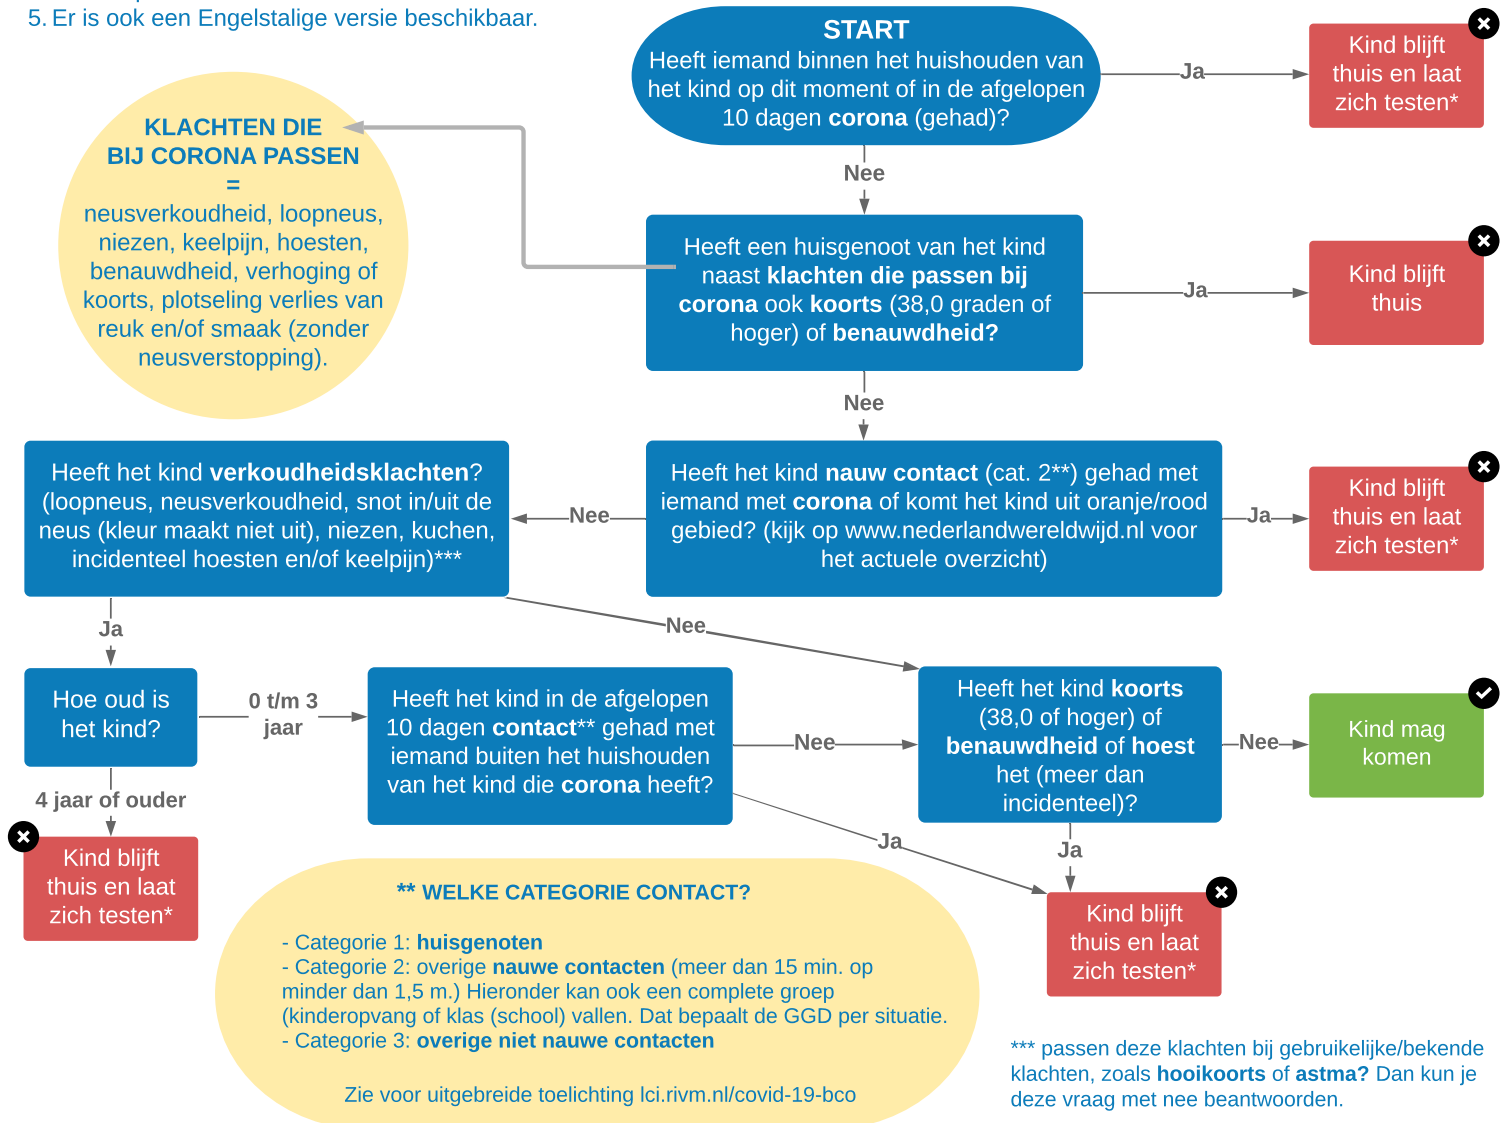 5. Er is ook een Engelstalige versie beschikbaar.
START
Heeft iemand binnen het huishouden van
het kind op dit moment of in de afgelopen
10 dagen corona (gehad)?
Ja
Kind blijft
thuis en laat
zich testen*
KLACHTEN DIE
BIJ CORONA PASSEN
=
neusverkoudheid, loopneus,
niezen, keelpijn, hoesten,
benauwdheid, verhoging of
koorts, plotseling verlies van
reuk en/of smaak (zonder
neusverstopping).
Nee
Heeft een huisgenoot van het kind
naast klachten die passen bij
corona ook koorts (38,0 graden of
hoger) of benauwdheid?
Ja
Kind blijft
thuis
Nee
Heeft het kind verkoudheidsklachten?
(loopneus, neusverkoudheid, snot in/uit de
neus (kleur maakt niet uit), niezen, kuchen,
incidenteel hoesten en/of keelpijn)***
Nee
Heeft het kind nauw contact (cat. 2**) gehad met
iemand met corona of komt het kind uit oranje/rood
gebied? (kijk op www.nederlandwereldwijd.nl voor
het actuele overzicht)
Ja
Kind blijft
thuis en laat
zich testen*
Ja
Nee
Hoe oud is
het kind?
0 t/m 3
jaar
Heeft het kind in de afgelopen
10 dagen contact** gehad met
iemand buiten het huishouden
van het kind die corona heeft?
Nee
Heeft het kind koorts
(38,0 of hoger) of
benauwdheid of hoest
het (meer dan
incidenteel)?
Nee
Kind mag
komen
4 jaar of ouder
Ja
Ja
Kind blijft
thuis en laat
zich testen*
Kind blijft
thuis en laat
zich testen*
** WELKE CATEGORIE CONTACT?
- Categorie 1: huisgenoten
- Categorie 2: overige nauwe contacten (meer dan 15 min. op
minder dan 1,5 m.) Hieronder kan ook een complete groep
(kinderopvang of klas (school) vallen. Dat bepaalt de GGD per situatie.
- Categorie 3: overige niet nauwe contacten
Zie voor uitgebreide toelichting lci.rivm.nl/covid-19-bco
*** passen deze klachten bij gebruikelijke/bekende
klachten, zoals hooikoorts of astma? Dan kun je
deze vraag met nee beantwoorden.